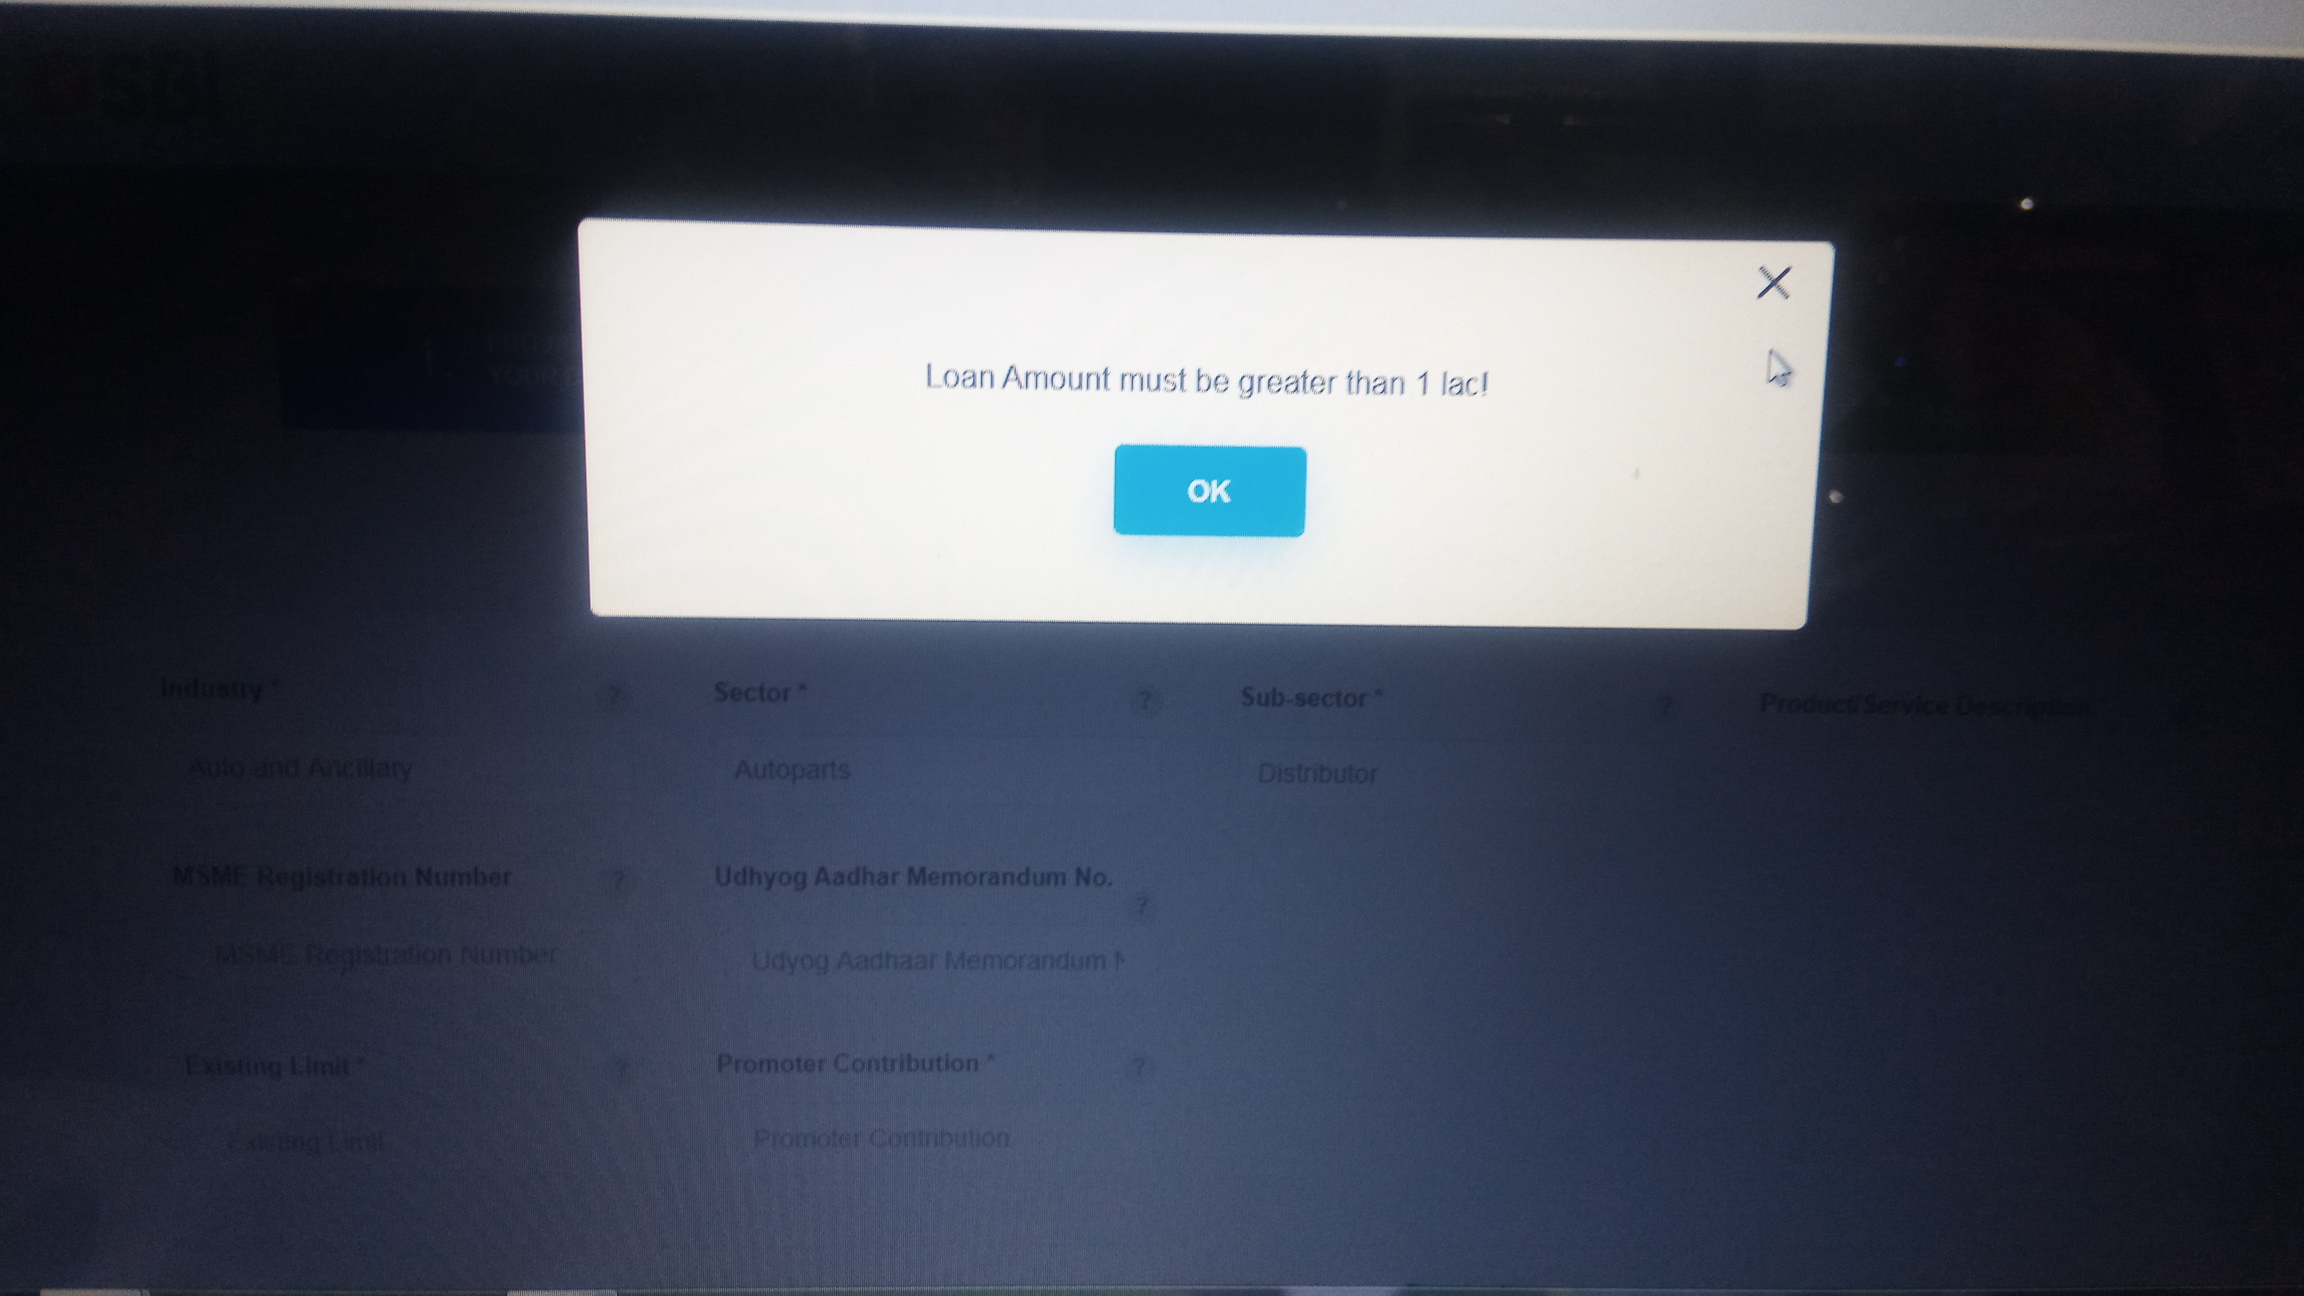 SBI
Loan Amount must be greater than 1 lac!
OK
Industry * ? Sector * ? Sub-sector * ? Product/Service Description
Auto and Ancillary Autoparts Distributor
MSME Registration Number ? Udhyog Aadhar Memorandum No. ?
MSME Registration Number Udyog Aadhaar Memorandum N
Existing Limit * ? Promoter Contribution * ?
Existing Limit Promoter Contribution